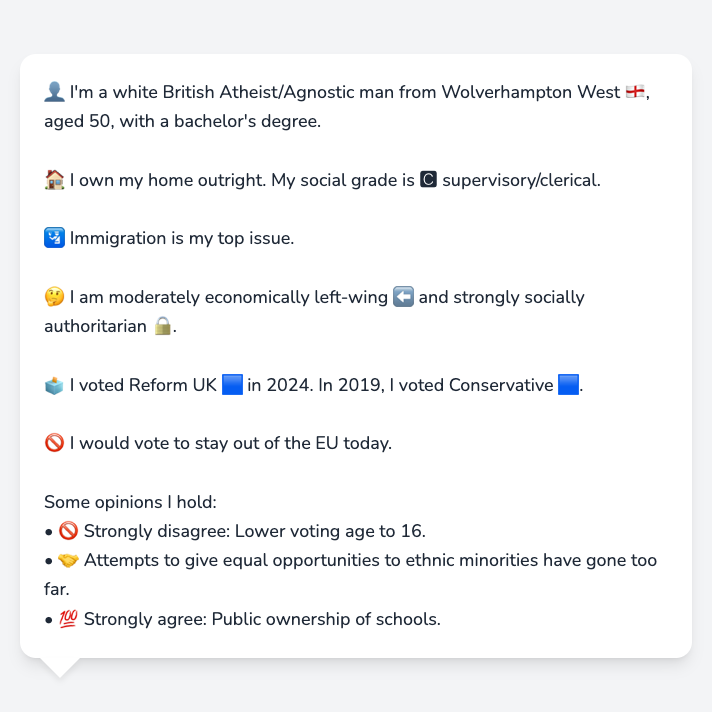 👤 I'm a white British Atheist/Agnostic man from Wolverhampton West 🏴󠁧󠁢󠁥󠁮󠁧󠁿,
aged 50, with a bachelor's degree.
🏠 I own my home outright. My social grade is 🅲 supervisory/clerical.
🛂 Immigration is my top issue.
🤔 I am moderately economically left-wing ⬅️ and strongly socially
authoritarian 🔒.
🗳️ I voted Reform UK 🟦 in 2024. In 2019, I voted Conservative 🟦.
🚫 I would vote to stay out of the EU today.
Some opinions I hold:
• 🚫 Strongly disagree: Lower voting age to 16.
• 🤝 Attempts to give equal opportunities to ethnic minorities have gone too
far.
• 💯 Strongly agree: Public ownership of schools.